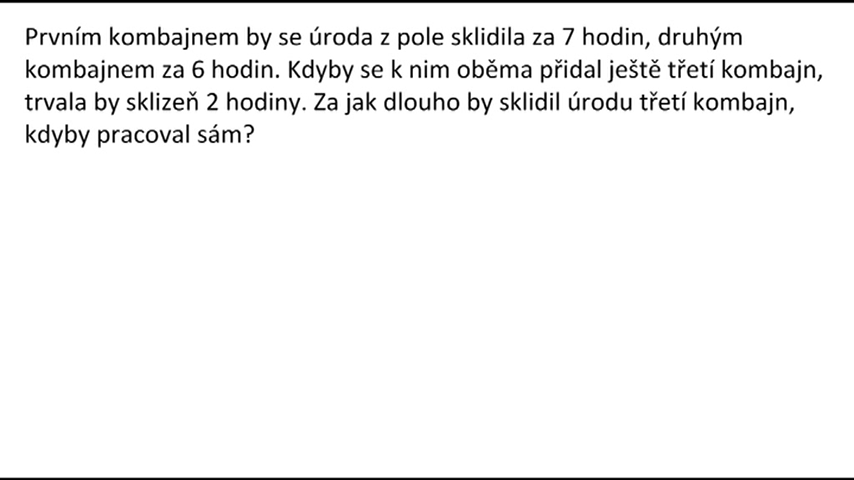 Prvním kombajnem by se úroda z pole sklidila za 7 hodin, druhým
kombajnem za 6 hodin. Kdyby se k nim oběma přidal ještě třetí kombajn,
trvala by sklizeň 2 hodiny. Za jak dlouho by sklidil úrodu třetí kombajn,
kdyby pracoval sám?